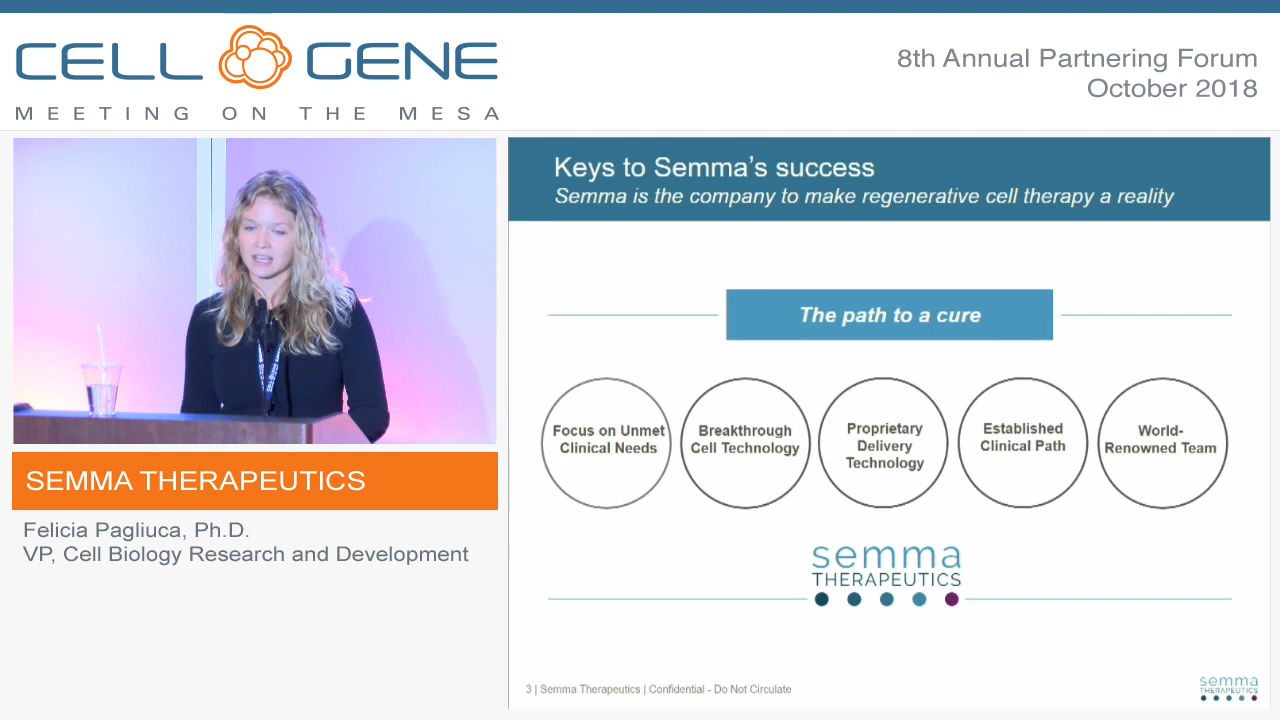 CELL GENE
MEETING ON THE MESA
8th Annual Partnering Forum
October 2018
SEMMA THERAPEUTICS
Felicia Pagliuca, Ph.D.
VP, Cell Biology Research and Development
Keys to Semma's success
Semma is the company to make regenerative cell therapy a reality
The path to a cure
Focus on Unmet
Clinical Needs
Breakthrough
Cell Technology
Proprietary
Delivery
Technology
Established
Clinical Path
World-
Renowned Team
semma
THERAPEUTICS
3 | Semma Therapeutics | Confidential - Do Not Circulate
semma
THERAPEUTICS